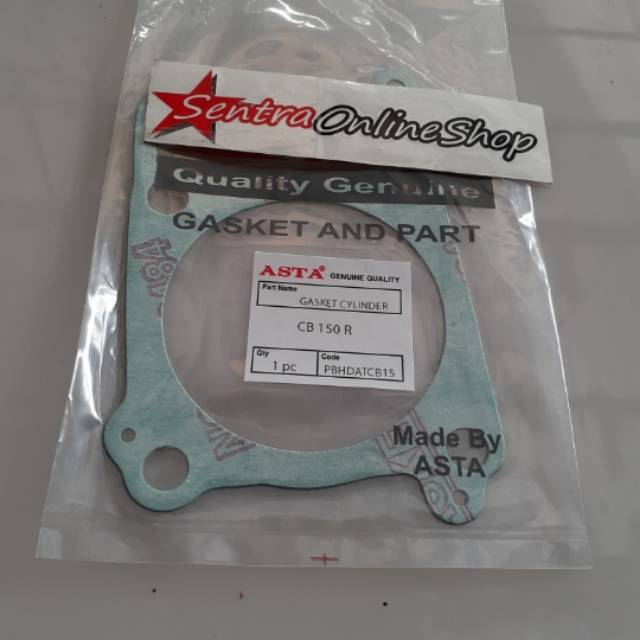 SentraOnlineShop
Quality Genuine
GASKET AND PART
ASTA® GENUINE QUALITY
Part Name
GASKET CYLINDER
CB 150 R
Qty
1 pc
Code
PBHDATCB15
Made By
ASTA